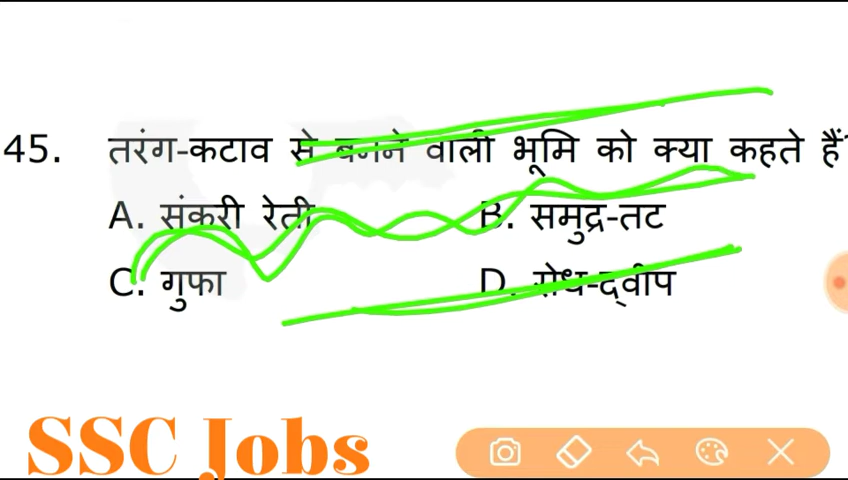 45. तरंग-कटाव से बनने वाली भूमि को क्या कहते हैं?
A. संकरी रेती B. समुद्र-तट
C. गुफा D. रोध-द्वीप
SSC Jobs